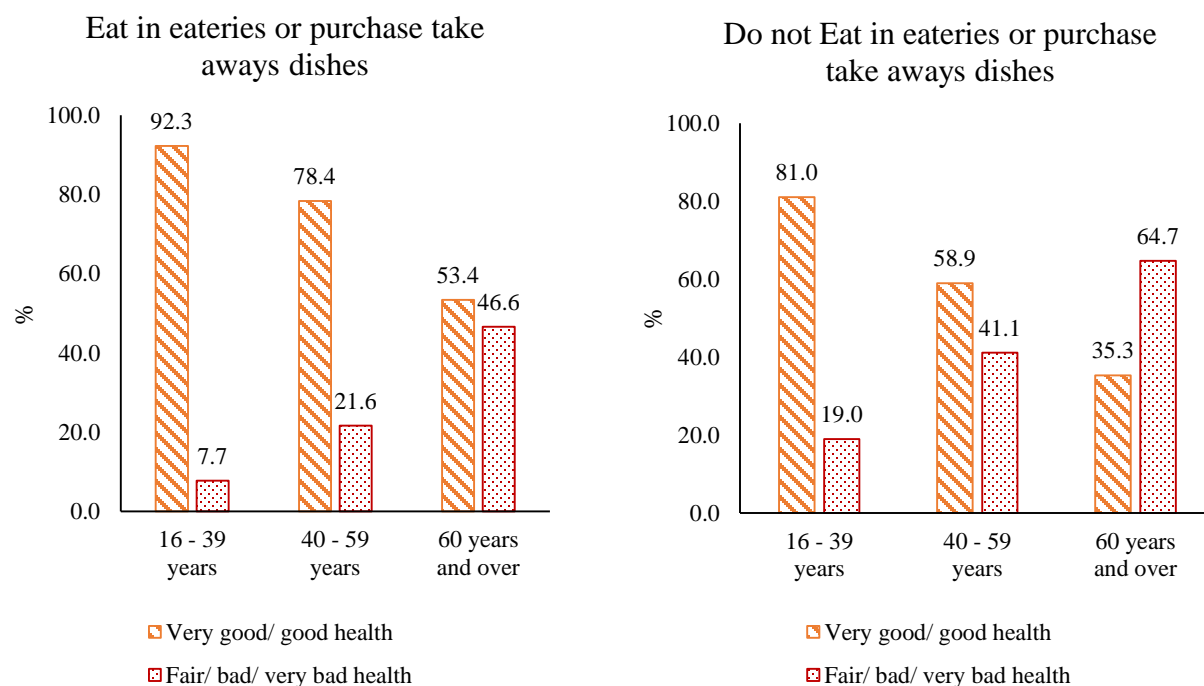 Eat in eateries or purchase take
aways dishes
100.0
80.0
60.0
40.0
20.0
0.0
%
92.3
7.7
78.4
21.6
53.4
46.6
16 - 39
years
40 - 59
years
60 years
and over
Very good/ good health
Fair/ bad/ very bad health
Do not Eat in eateries or purchase
take aways dishes
100.0
80.0
60.0
40.0
20.0
0.0
%
81.0
19.0
58.9
41.1
35.3
64.7
16 - 39
years
40 - 59
years
60 years
and over
Very good/ good health
Fair/ bad/ very bad health